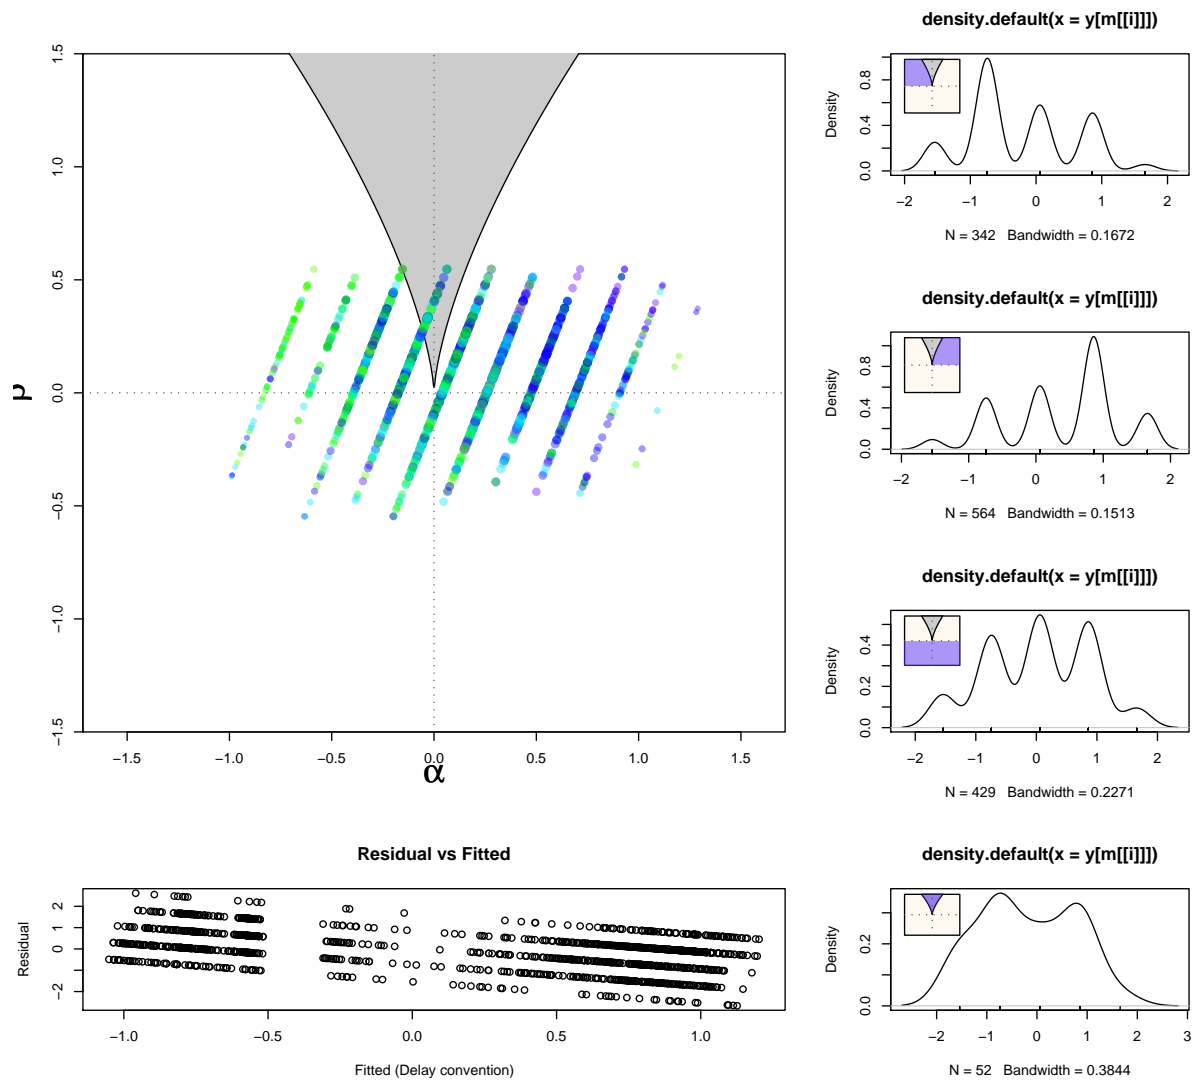 density.default(x = y[m[[i]]])
Density
0.0 0.4 0.8
−2 −1 0 1 2
N = 342 Bandwidth = 0.1672
density.default(x = y[m[[i]]])
Density
0.0 0.4 0.8
−2 −1 0 1 2
N = 564 Bandwidth = 0.1513
density.default(x = y[m[[i]]])
Density
0.0 0.2 0.4
−2 −1 0 1 2
N = 429 Bandwidth = 0.2271
density.default(x = y[m[[i]]])
Density
0.0 0.2
−2 −1 0 1 2 3
N = 52 Bandwidth = 0.3844
−1.5 −1.0 −0.5 0.0 0.5 1.0 1.5
−1.5 −1.0 −0.5 0.0 0.5 1.0 1.5
α
Residual vs Fitted
Residual
−2 0 2
−1.0 −0.5 0.0 0.5 1.0
Fitted (Delay convention)